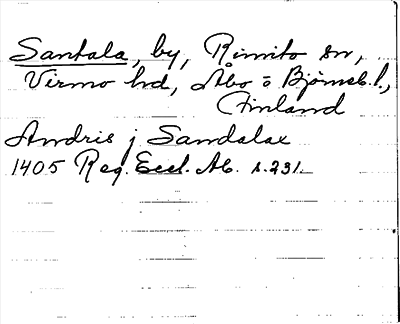 Santala, by, Rimito sn,
Virmo hd, Åbo o Björneb. l.,
Finland
Andris j Sandalax
1405 Reg. Eccl. Ab. s. 231.